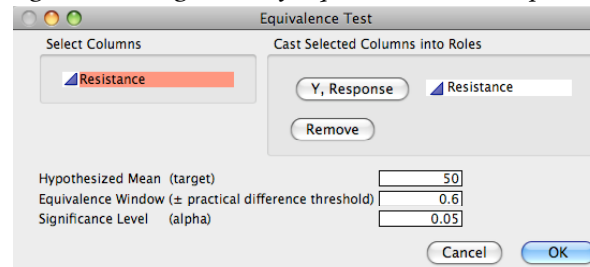 Equivalence Test
Select Columns
Cast Selected Columns into Roles
Resistance
Y, Response
Resistance
Remove
Hypothesized Mean (target) 50
Equivalence Window (± practical difference threshold) 0.6
Significance Level (alpha) 0.05
Cancel OK